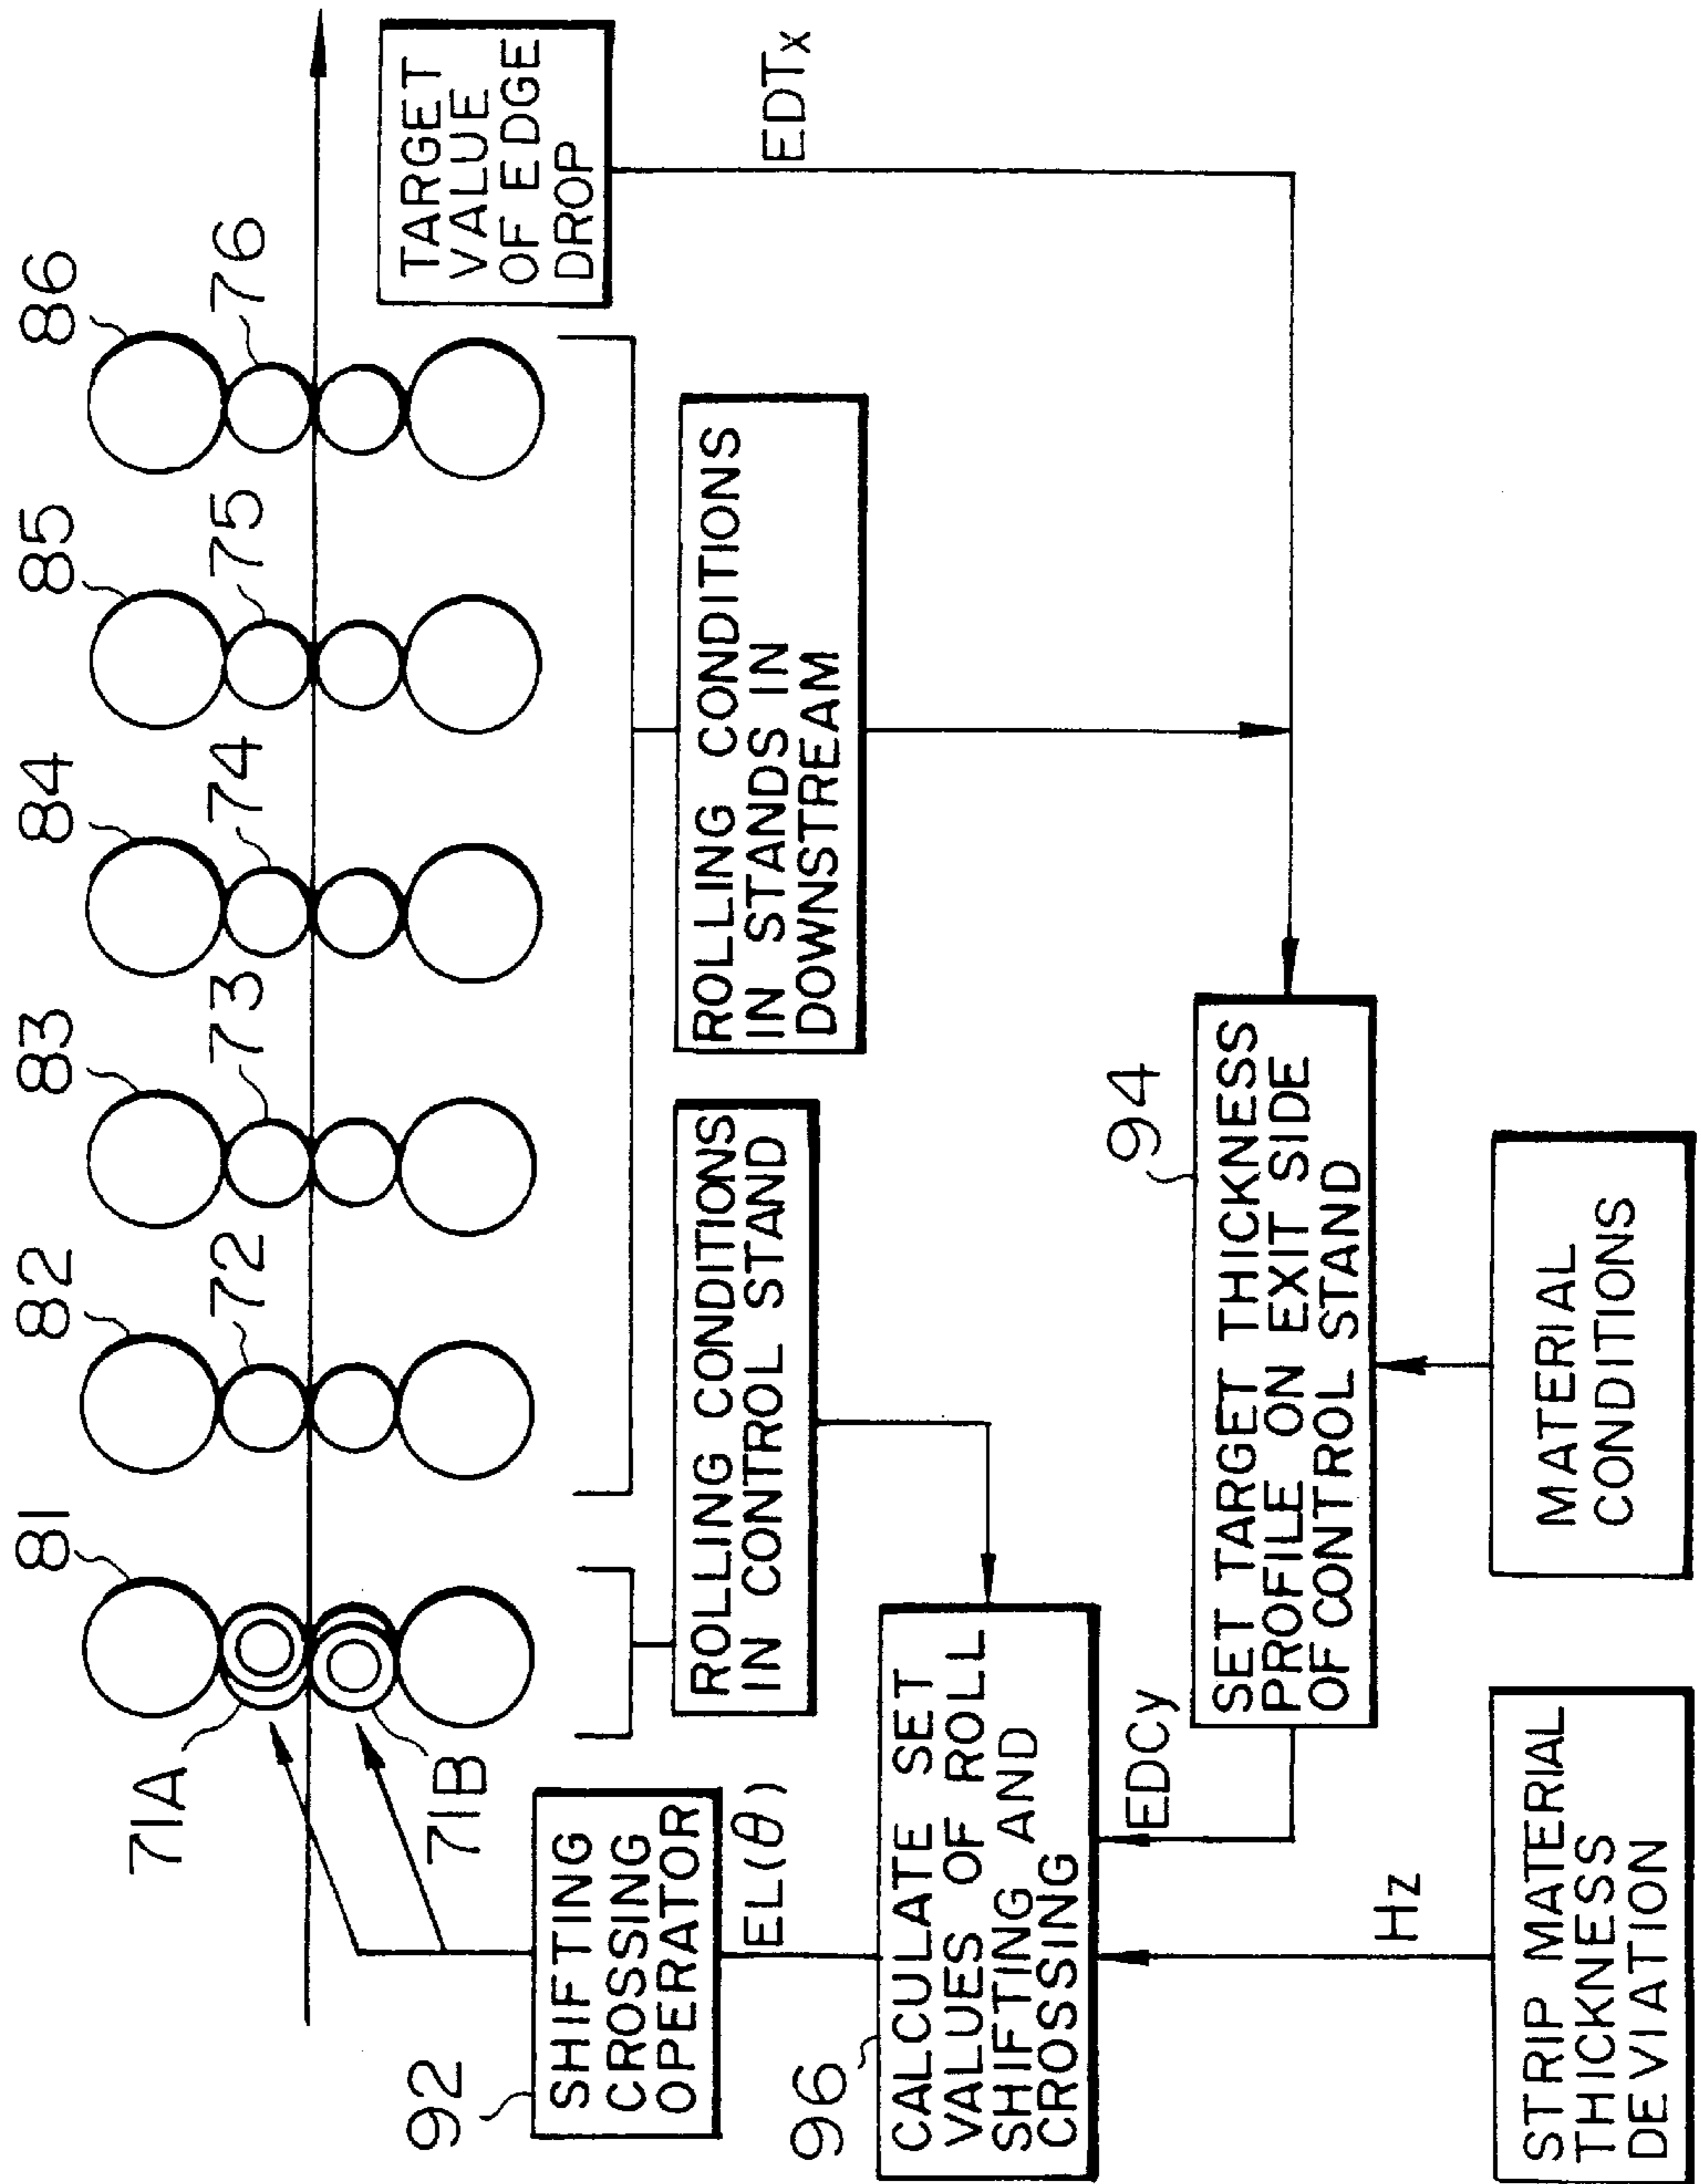 81
82
83
84
85
86
71A
72
73
74
75
76
71B
92
SHIFTING
CROSSING
OPERATOR
TARGET
VALUE
OF EDGE
DROP
EL(θ)
ROLLING CONDITIONS
IN CONTROL STAND
ROLLING CONDITIONS
IN STANDS IN
DOWNSTREAM
EDTx
96
CALCULATE SET
VALUES OF ROLL
SHIFTING AND
CROSSING
EDCy
94
SET TARGET THICKNESS
PROFILE ON EXIT SIDE
OF CONTROL STAND
Hz
STRIP MATERIAL
THICKNESS
DEVIATION
MATERIAL
CONDITIONS